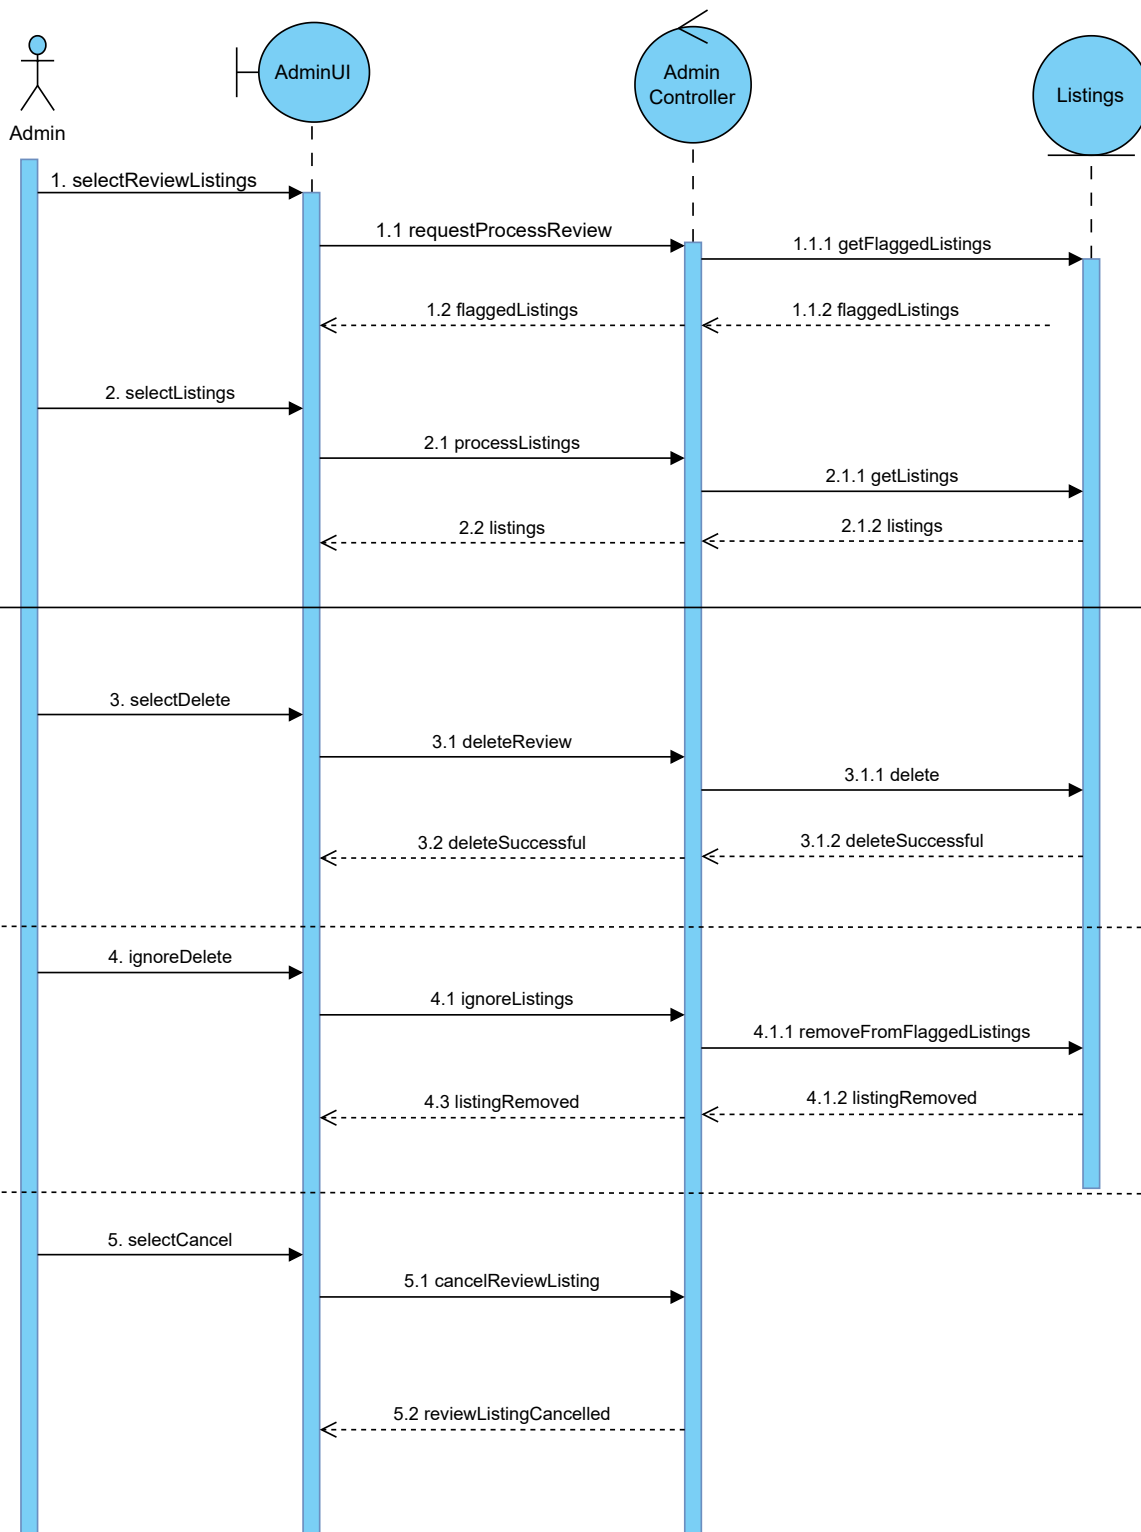 AdminUI
Admin
Controller
Listings
Admin
1. selectReviewListings
1.1 requestProcessReview
1.1.1 getFlaggedListings
1.2 flaggedListings
1.1.2 flaggedListings
2. selectListings
2.1 processListings
2.1.1 getListings
2.2 listings
2.1.2 listings
3. selectDelete
3.1 deleteReview
3.1.1 delete
3.2 deleteSuccessful
3.1.2 deleteSuccessful
4. ignoreDelete
4.1 ignoreListings
4.1.1 removeFromFlaggedListings
4.3 listingRemoved
4.1.2 listingRemoved
5. selectCancel
5.1 cancelReviewListing
5.2 reviewListingCancelled